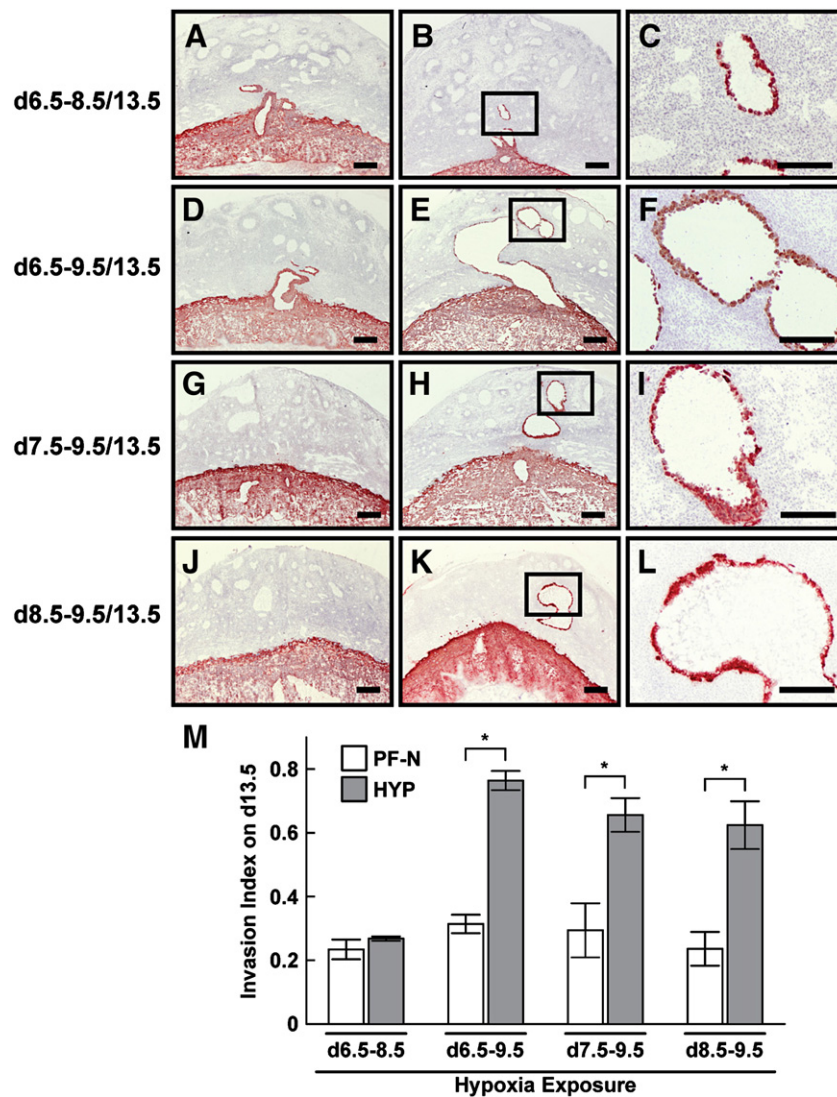 A B C
d6.5-8.5/13.5
D E F
d6.5-9.5/13.5
G H I
d7.5-9.5/13.5
J K L
d8.5-9.5/13.5
M
PF-N
HYP
* * *
Invasion Index on d13.5
0.8
0.6
0.4
0.2
0
d6.5-8.5 d6.5-9.5 d7.5-9.5 d8.5-9.5
Hypoxia Exposure